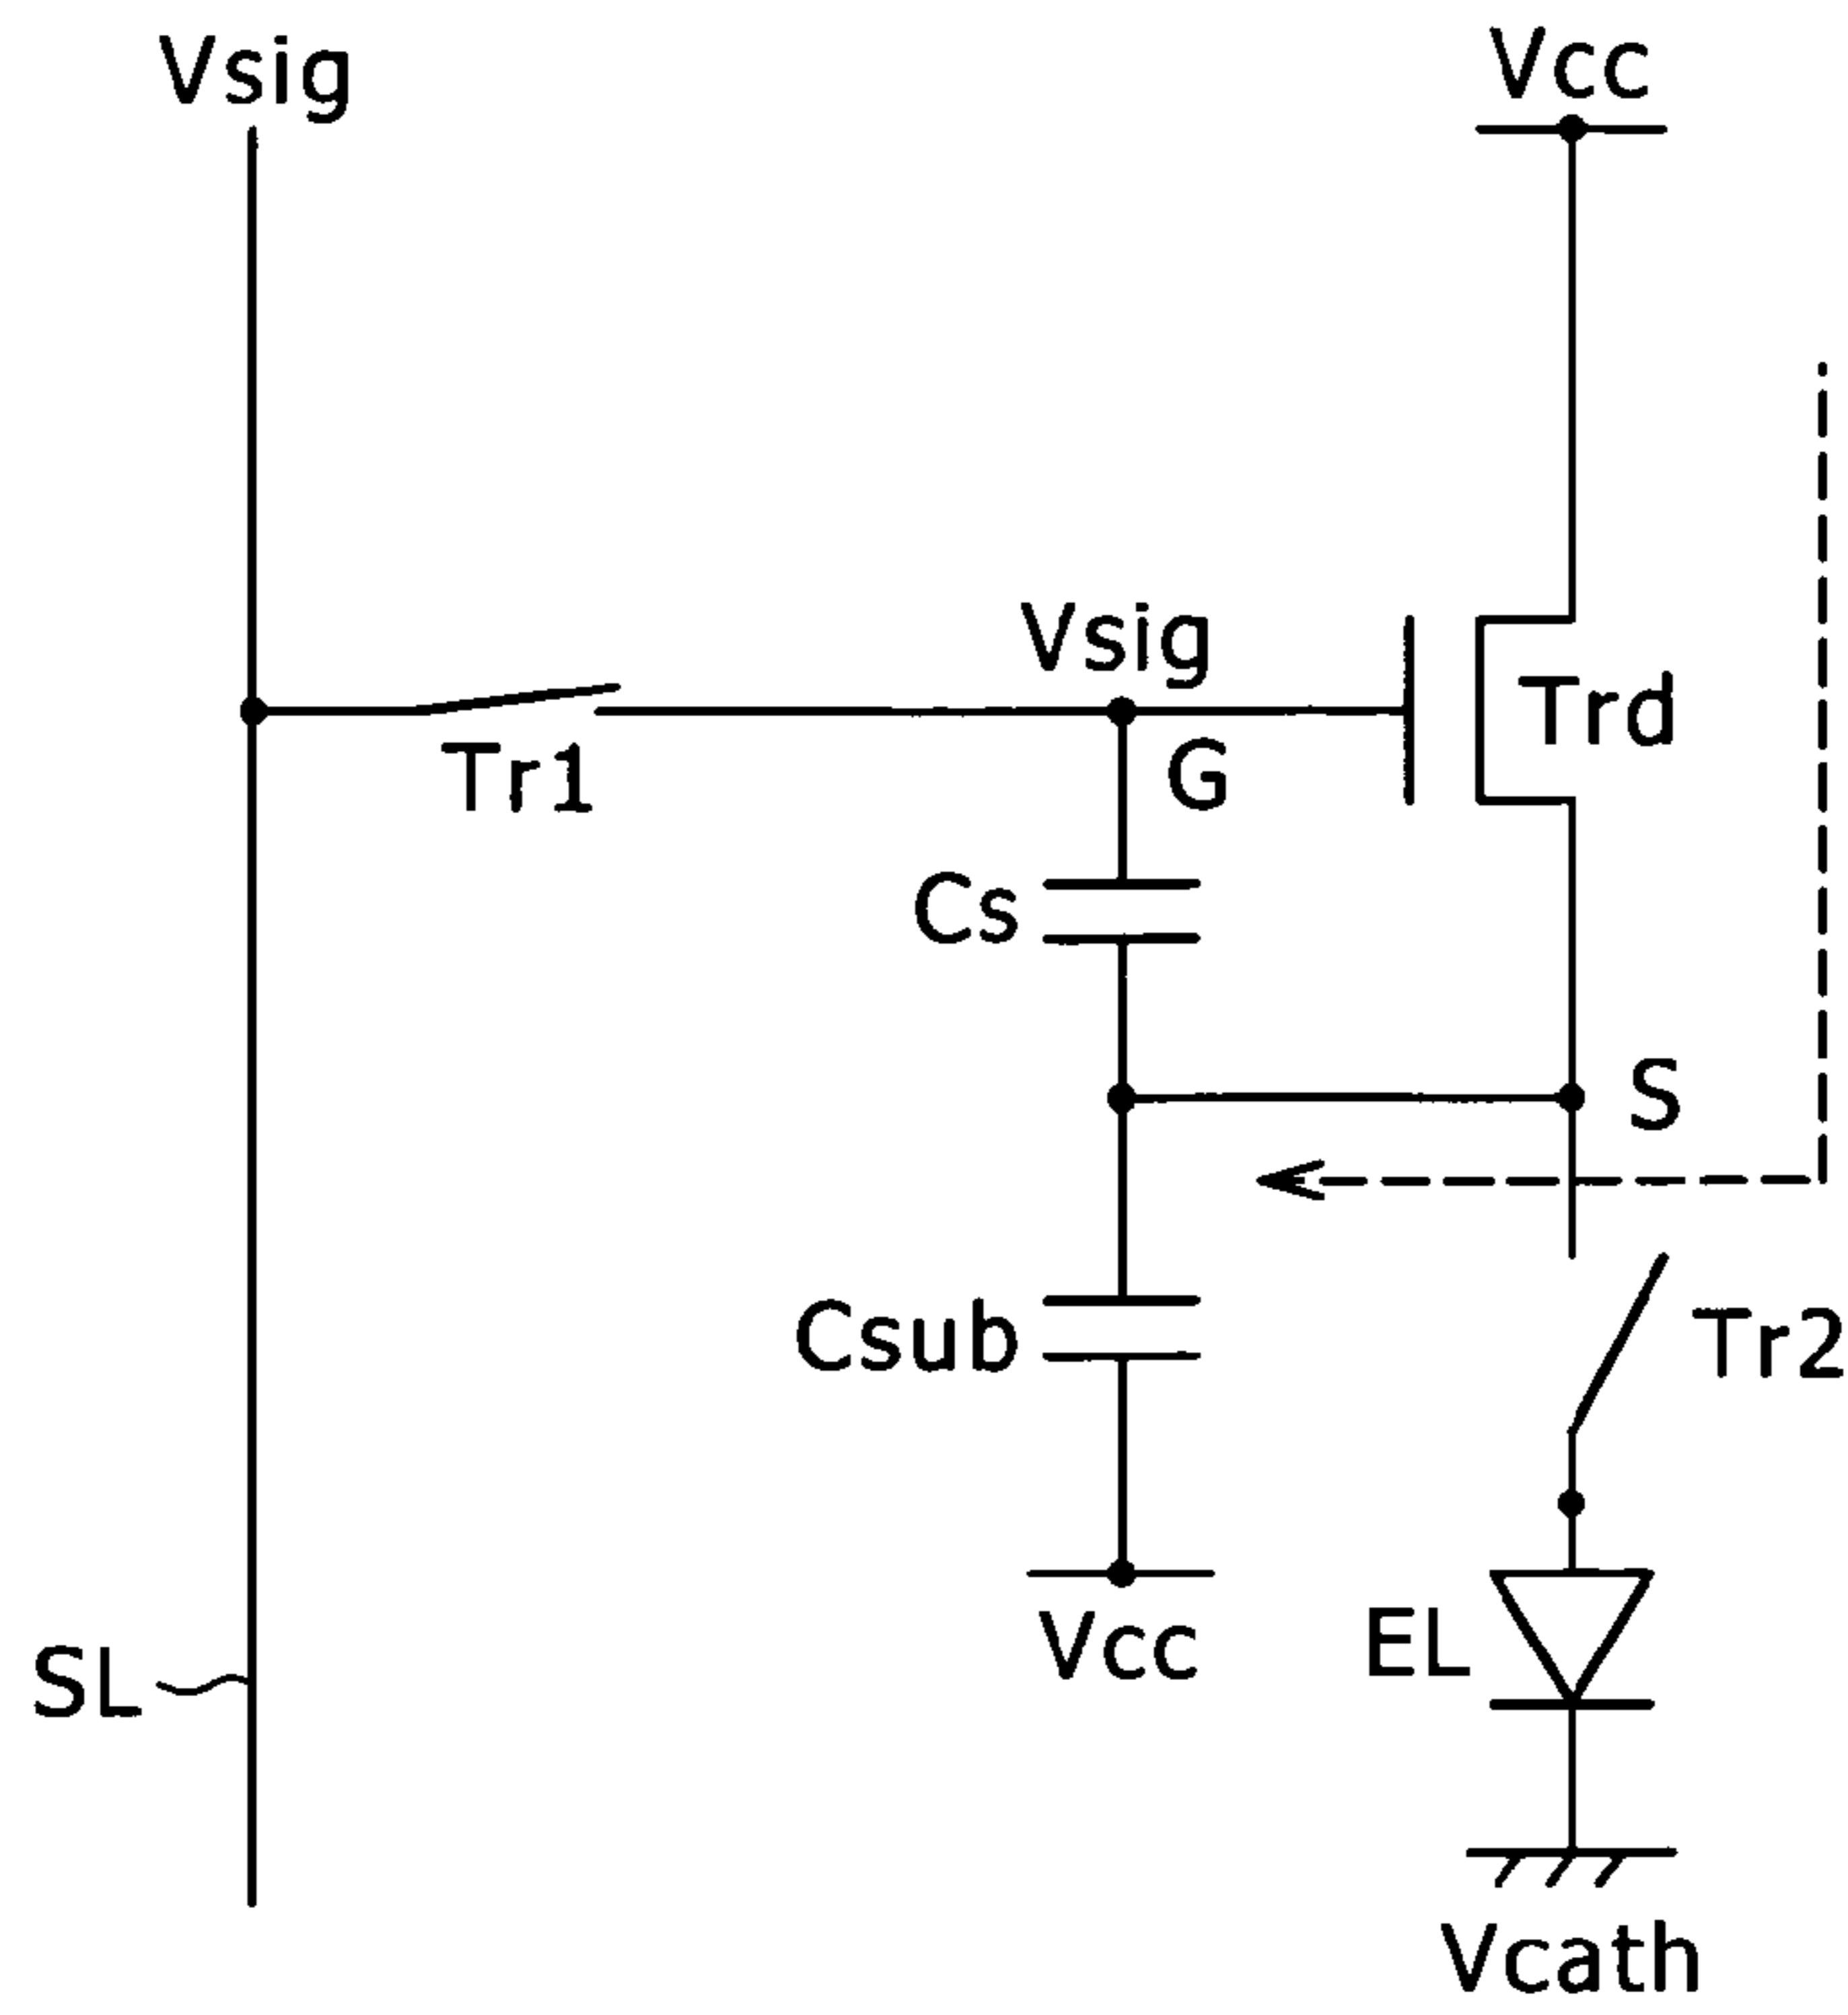 Vsig
Vcc
Vsig
Trd
Tr1
G
Cs
S
Csub
Tr2
Vcc
EL
SL
Vcath